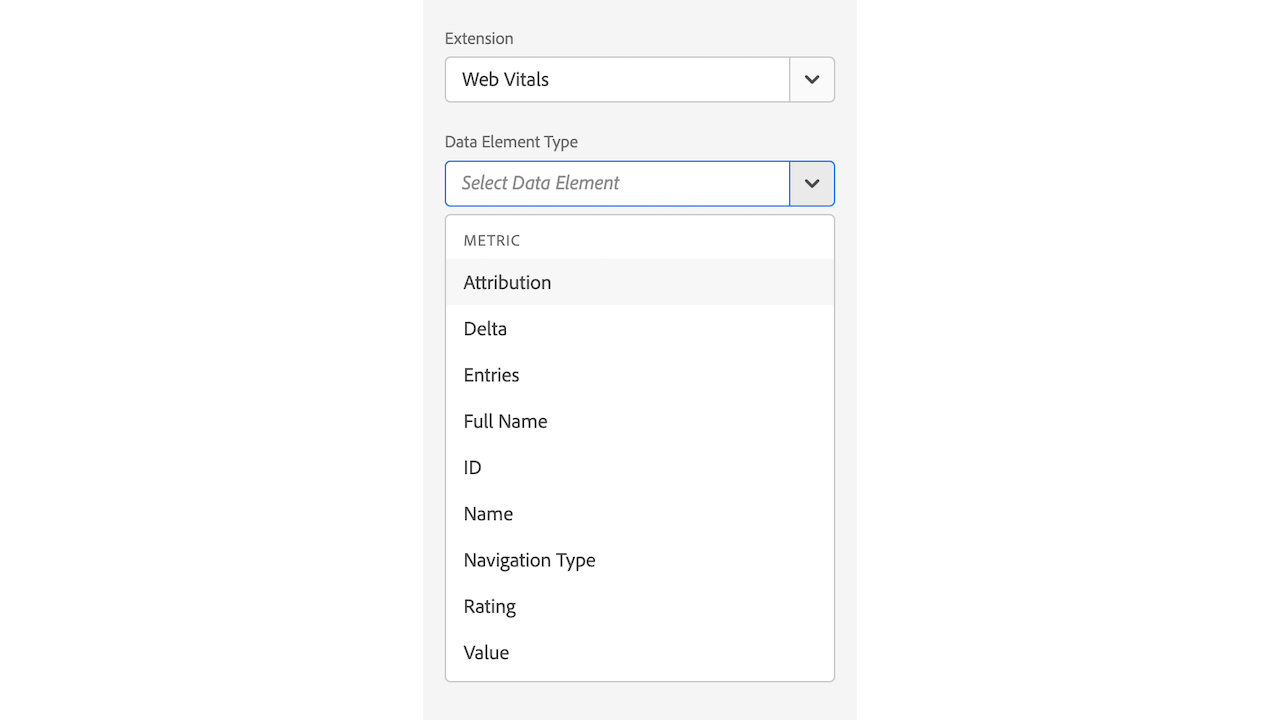 Extension
Web Vitals
Data Element Type
Select Data Element
METRIC
Attribution
Delta
Entries
Full Name
ID
Name
Navigation Type
Rating
Value